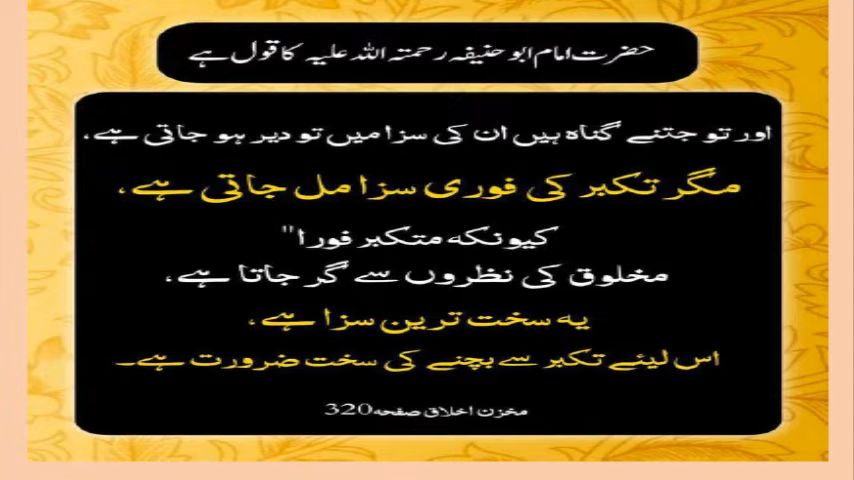 حضرت امام ابو حنیفہ رحمتہ اللہ علیہ کا قول ہے
اور تو جتنے گناہ ہیں ان کی سزا میں تو دیر ہو جاتی ہے،
مگر تکبر کی فوری سزا مل جاتی ہے،
کیونکہ متکبر فورا"
مخلوق کی نظروں سے گر جاتا ہے،
یہ سخت ترین سزا ہے،
اس لیئے تکبر سے بچنے کی سخت ضرورت ہے۔
مخزن اخلاق صفحہ320